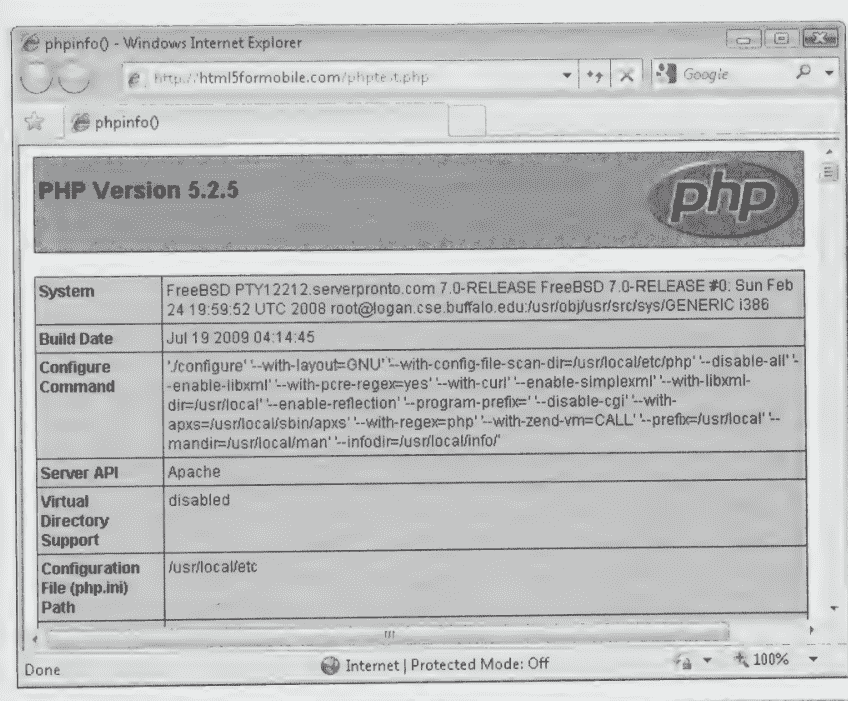 phpinfo() - Windows Internet Explorer
http://html5formobile.com/phptest.php
Google
phpinfo()
PHP Version 5.2.5
php
System
FreeBSD PTY12212.serverpronto.com 7.0-RELEASE FreeBSD 7.0-RELEASE #0: Sun Feb
24 19:59:52 UTC 2008 root@logan.cse.buffalo.edu:/usr/obj/usr/src/sys/GENERIC i386
Build Date
Jul 19 2009 04:14:45
Configure
Command
'./configure' '--with-layout=GNU' '--with-config-file-scan-dir=/usr/local/etc/php' '--disable-all' '-
-enable-libxml' '--with-pcre-regex=yes' '--with-curl' '--enable-simplexml' '--with-libxml-
dir=/usr/local' '--enable-reflection' '--program-prefix=' '--disable-cgi' '--with-
apxs=/usr/local/sbin/apxs' '--with-regex=php' '--with-zend-vm=CALL' '--prefix=/usr/local' '--
mandir=/usr/local/man' '--infodir=/usr/local/info/'
Server API
Apache
Virtual
Directory
Support
disabled
Configuration
File (php.ini)
Path
/usr/local/etc
Done
Internet | Protected Mode: Off
100%